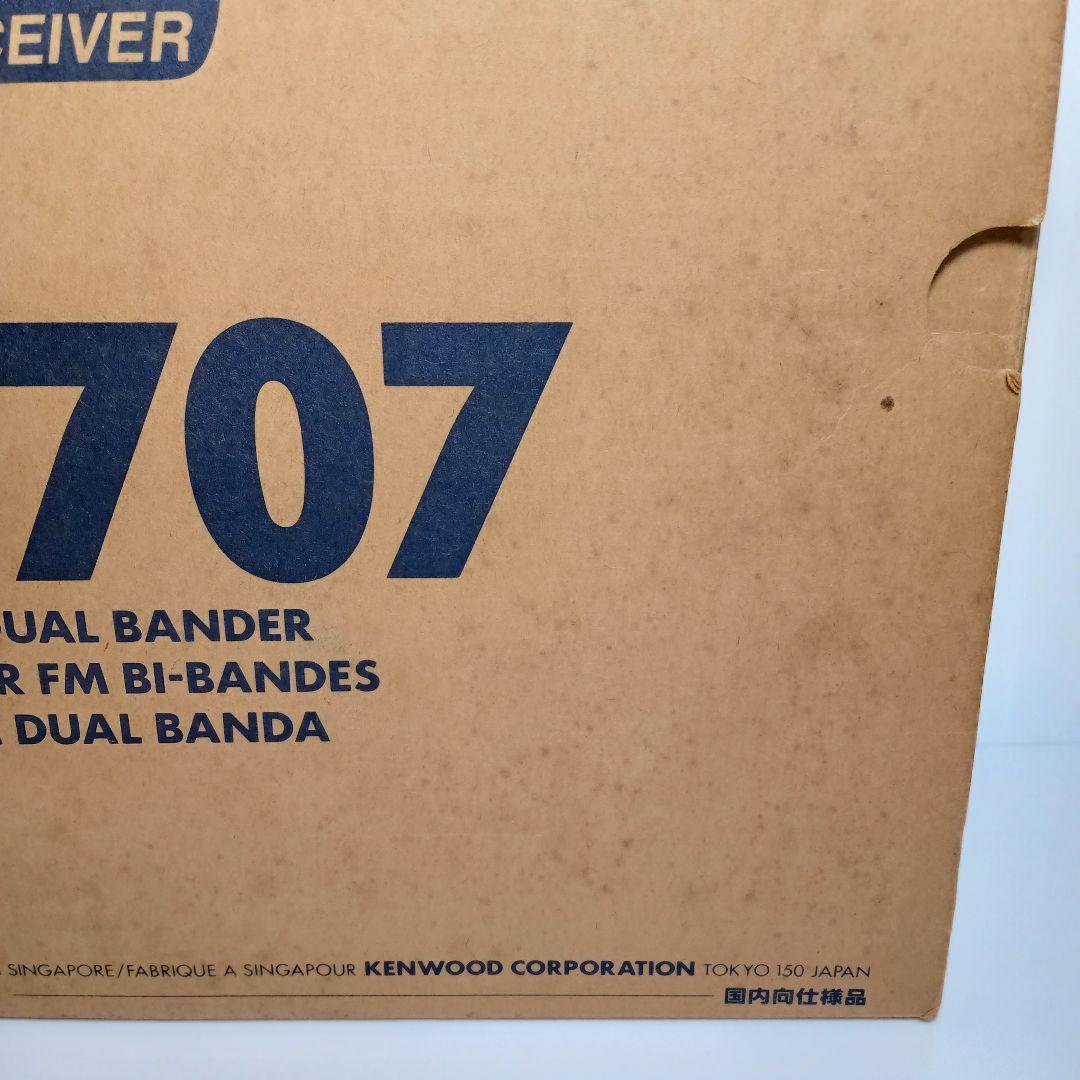 CEIVER
707
DUAL BANDER
R FM BI-BANDES
DUAL BANDA
SINGAPORE/FABRIQUE A SINGAPOUR KENWOOD CORPORATION TOKYO 150 JAPAN
国内向仕様品